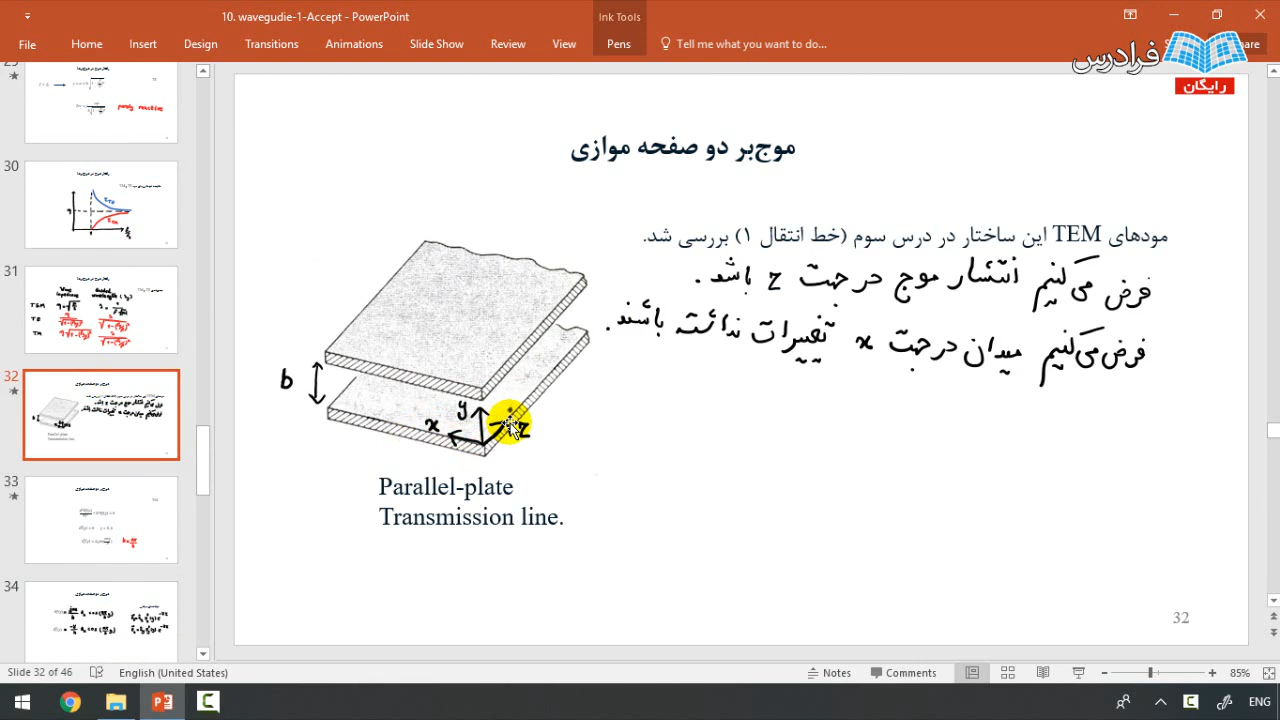 10. wavegudie-1-Accept - PowerPoint
Ink Tools
File
Home
Insert
Design
Transitions
Animations
Slide Show
Review
View
Pens
Tell me what you want to do...
فرادرس
رایگان
30
31
32
33
34
موج‌بر دو صفحه موازی
مودهای TEM این ساختار در درس سوم (خط انتقال ۱) بررسی شد.
فرض می‌کنیم انتشار موج در جهت z باشد.
فرض می‌کنیم میدان در جهت x تغییرات نداشته باشند.
b
y
x
z
Parallel-plate
Transmission line.
32
Slide 32 of 46
English (United States)
Notes
Comments
85%
ENG